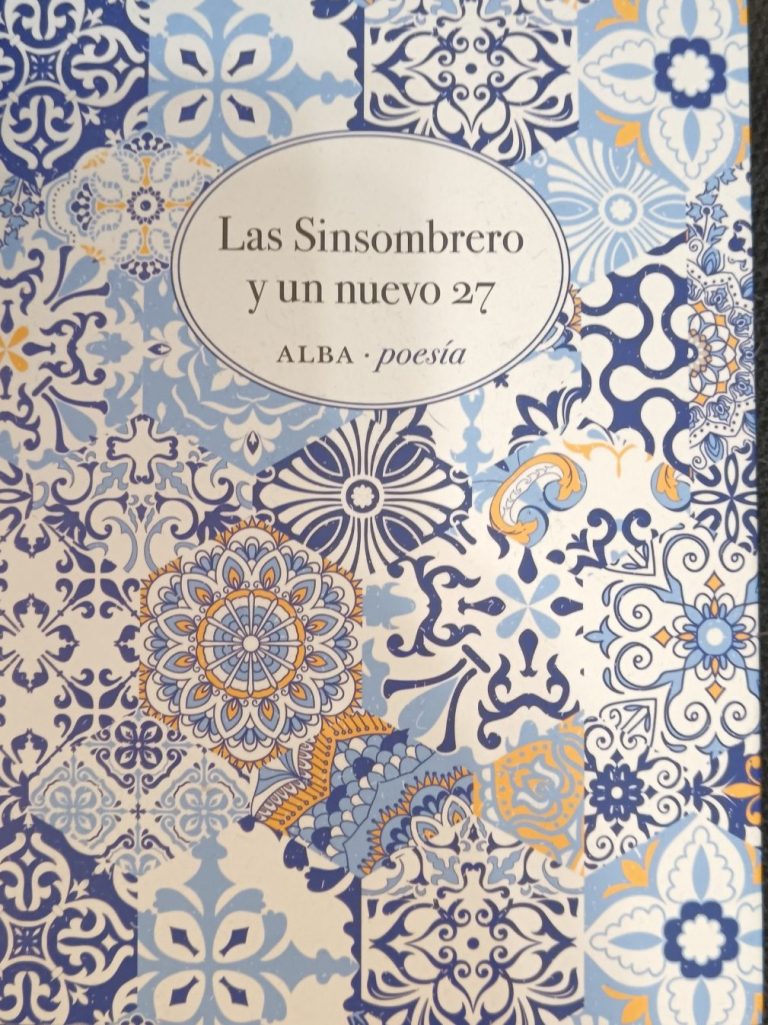 Las Sinsombrero
y un nuevo 27
ALBA · poesía